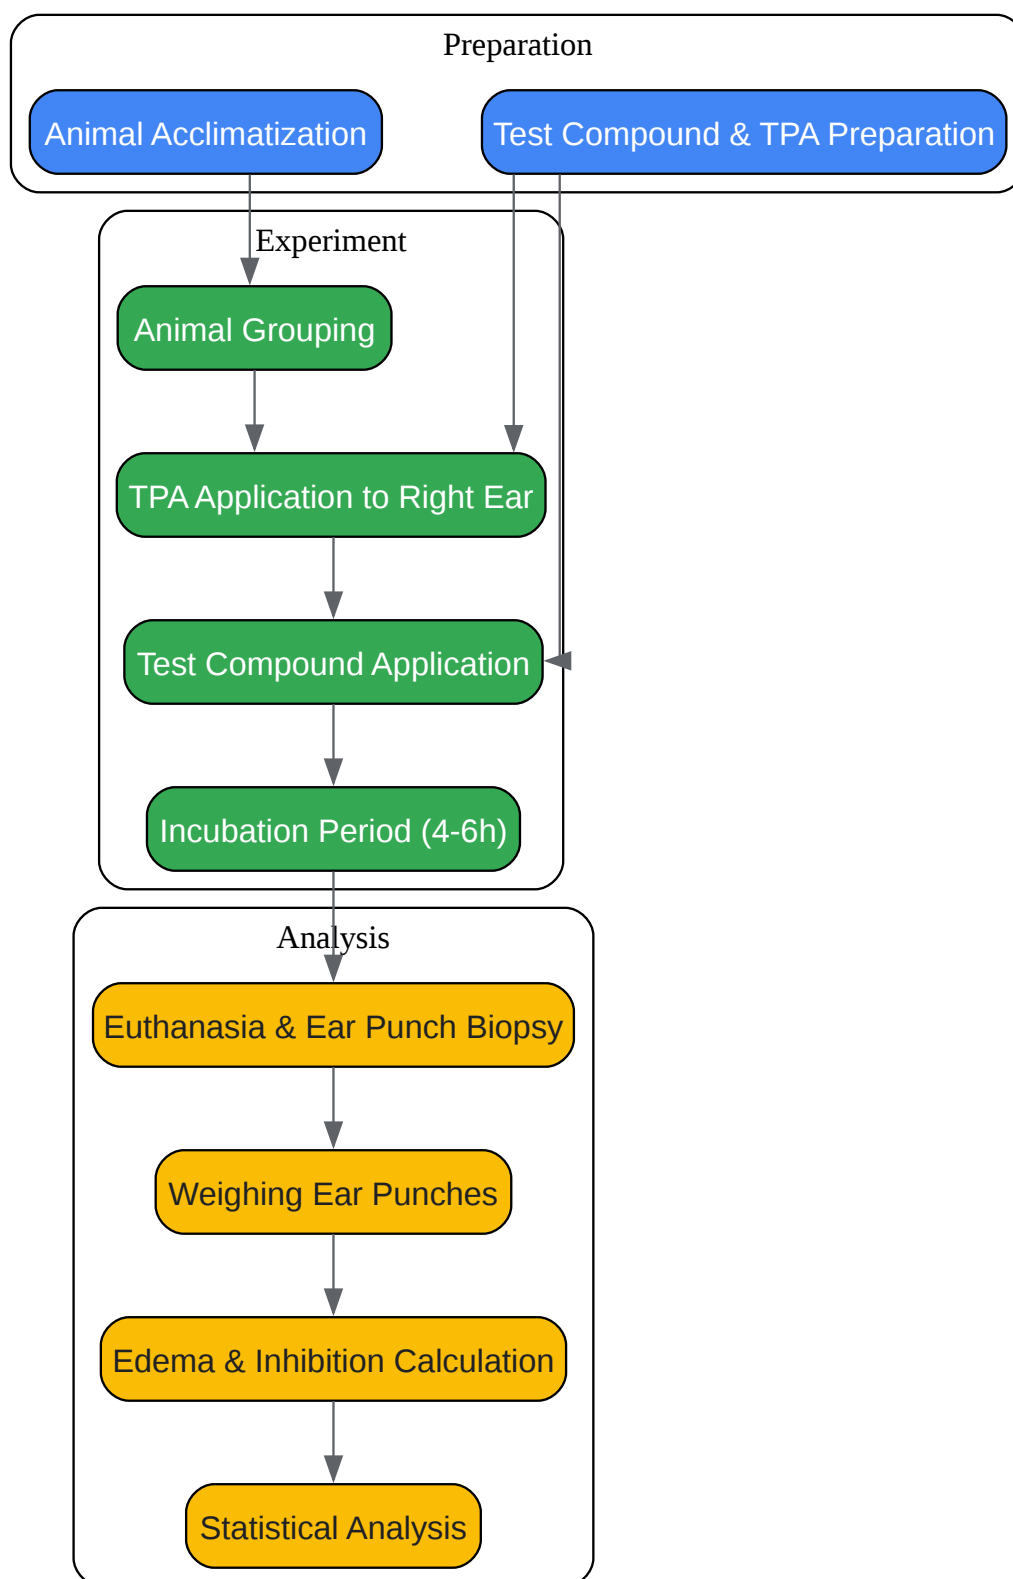 Preparation
Animal Acclimatization
Test Compound & TPA Preparation
Experiment
Animal Grouping
TPA Application to Right Ear
Test Compound Application
Incubation Period (4-6h)
Analysis
Euthanasia & Ear Punch Biopsy
Weighing Ear Punches
Edema & Inhibition Calculation
Statistical Analysis